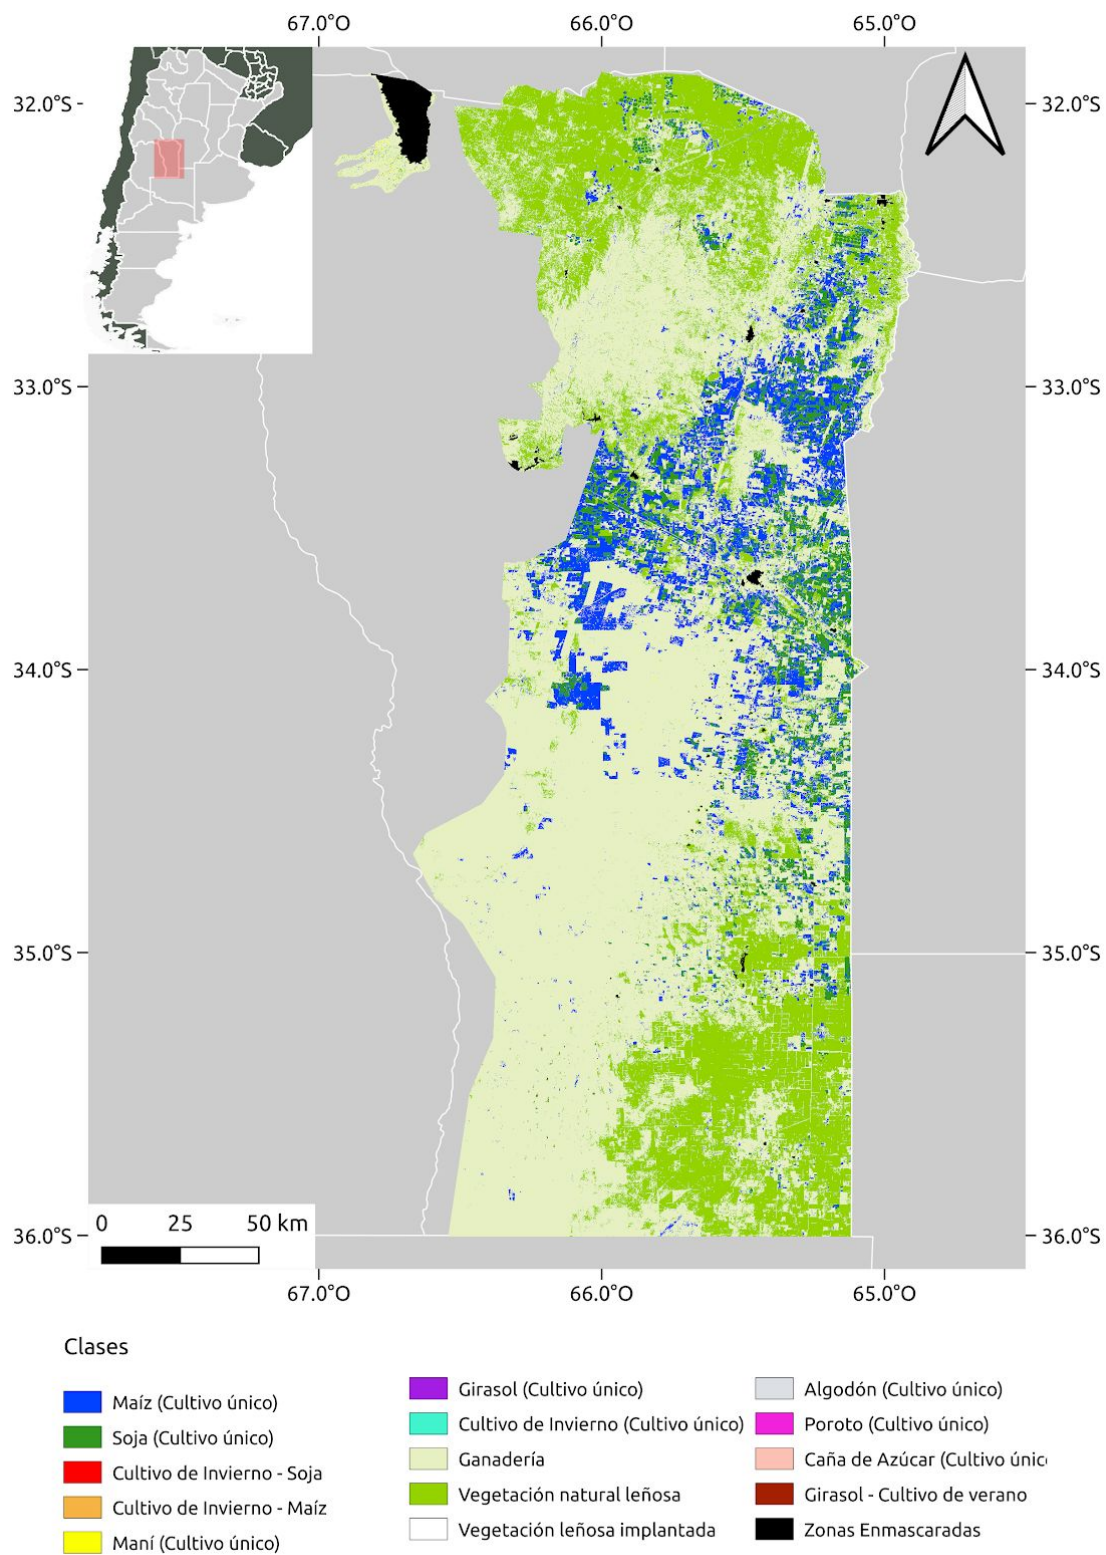 67.0°O 66.0°O 65.0°O
32.0°S 32.0°S
33.0°S 33.0°S
34.0°S 34.0°S
35.0°S 35.0°S
0 25 50 km
36.0°S 36.0°S
67.0°O 66.0°O 65.0°O
Clases
Maíz (Cultivo único)
Soja (Cultivo único)
Cultivo de Invierno - Soja
Cultivo de Invierno - Maíz
Maní (Cultivo único)
Girasol (Cultivo único)
Cultivo de Invierno (Cultivo único)
Ganadería
Vegetación natural leñosa
Vegetación leñosa implantada
Algodón (Cultivo único)
Poroto (Cultivo único)
Caña de Azúcar (Cultivo únic
Girasol - Cultivo de verano
Zonas Enmascaradas